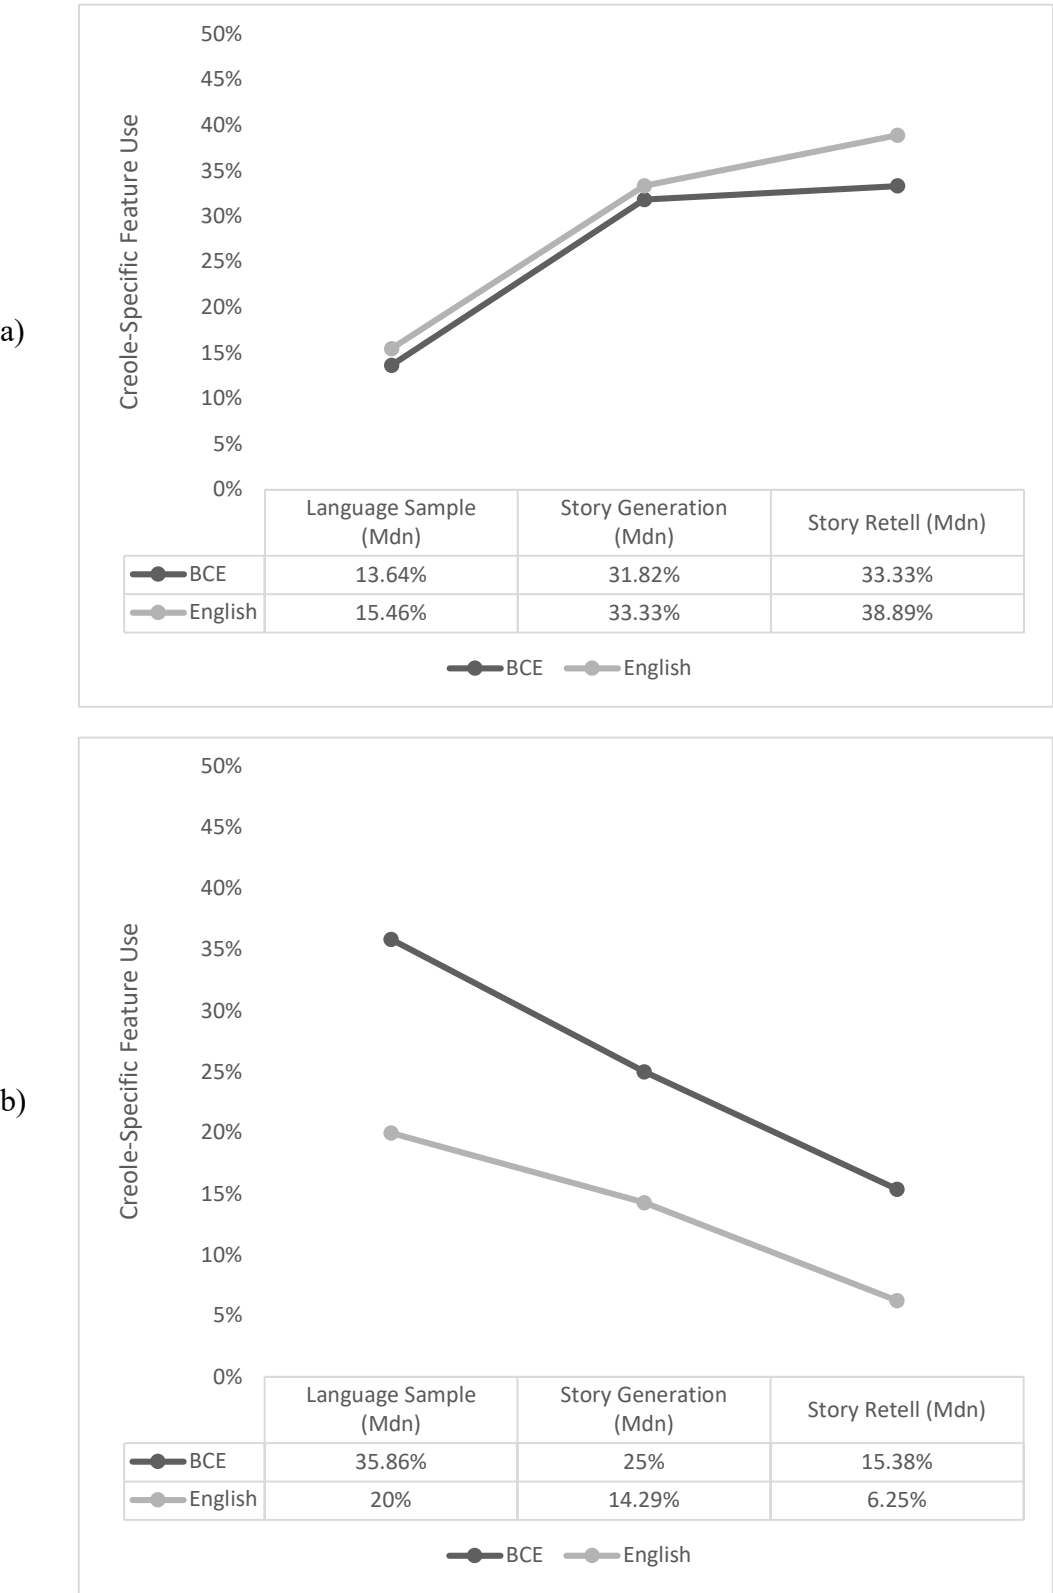 a)
Creole-Specific Feature Use
50%
45%
40%
35%
30%
25%
20%
15%
10%
5%
0%
Language Sample
(Mdn)
Story Generation
(Mdn)
Story Retell (Mdn)
BCE 13.64% 31.82% 33.33%
English 15.46% 33.33% 38.89%
BCE English
b)
Creole-Specific Feature Use
50%
45%
40%
35%
30%
25%
20%
15%
10%
5%
0%
Language Sample
(Mdn)
Story Generation
(Mdn)
Story Retell (Mdn)
BCE 35.86% 25% 15.38%
English 20% 14.29% 6.25%
BCE English